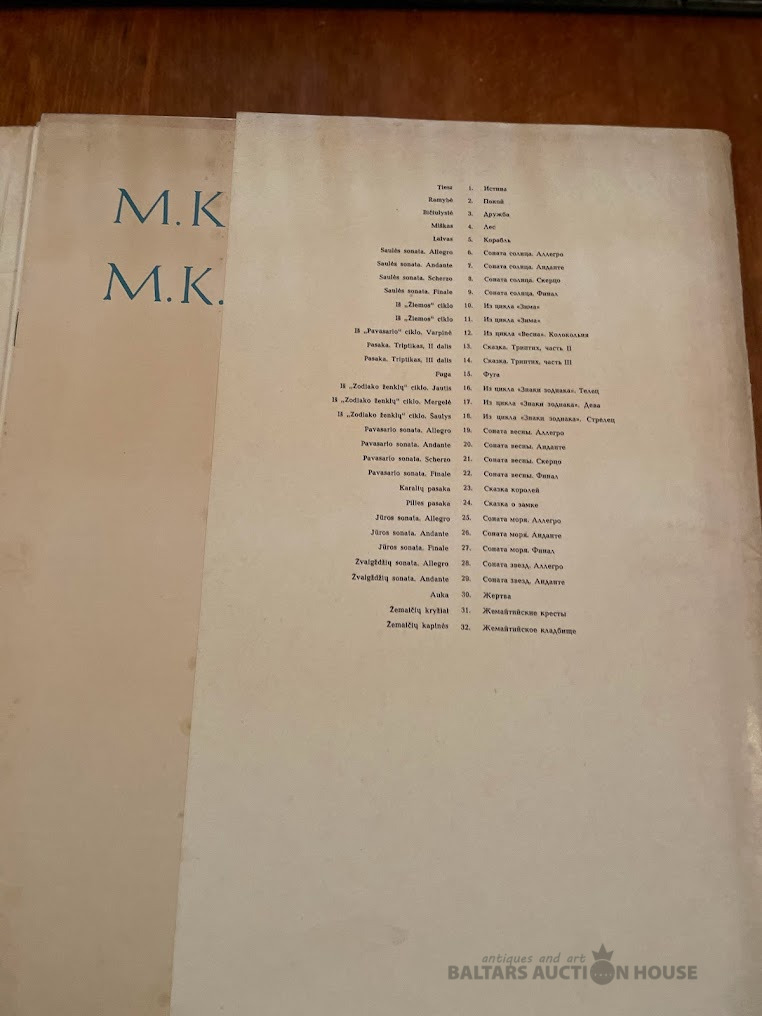 M. K
M. K.
Tiesa 1. Истина
Ramybė 2. Покой
Bičiulystė 3. Дружба
Miškas 4. Лес
Laivas 5. Корабль
Saulės sonata. Allegro 6. Соната солнца. Аллегро
Saulės sonata. Andante 7. Соната солнца. Анданте
Saulės sonata. Scherzo 8. Соната солнца. Скерцо
Saulės sonata. Finale 9. Соната солнца. Финал
Iš „Žiemos“ ciklo 10. Из цикла «Зима»
Iš „Žiemos“ ciklo 11. Из цикла «Зима»
Iš „Pavasario“ ciklo. Varpinė 12. Из цикла «Весна». Колокольня
Pasaka. Triptikas, II dalis 13. Сказка. Триптих, часть II
Pasaka. Triptikas, III dalis 14. Сказка. Триптих, часть III
Fuga 15. Фуга
Iš „Zodiako ženklų“ ciklo. Jautis 16. Из цикла «Знаки зодиака». Телец
Iš „Zodiako ženklų“ ciklo. Mergelė 17. Из цикла «Знаки зодиака». Дева
Iš „Zodiako ženklų“ ciklo. Šaulys 18. Из цикла «Знаки зодиака». Стрелец
Pavasario sonata. Allegro 19. Соната весны. Аллегро
Pavasario sonata. Andante 20. Соната весны. Анданте
Pavasario sonata. Scherzo 21. Соната весны. Скерцо
Pavasario sonata. Finale 22. Соната весны. Финал
Karalių pasaka 23. Сказка королей
Pilies pasaka 24. Сказка о замке
Jūros sonata. Allegro 25. Соната моря. Аллегро
Jūros sonata. Andante 26. Соната моря. Анданте
Jūros sonata. Finale 27. Соната моря. Финал
Žvaigždžių sonata. Allegro 28. Соната звезд. Аллегро
Žvaigždžių sonata. Andante 29. Соната звезд. Анданте
Auka 30. Жертва
Žemaičių kryžiai 31. Жемайтийские кресты
Žemaičių kapinės 32. Жемайтийское кладбище
antiques and art
BALTARS AUCTION HOUSE